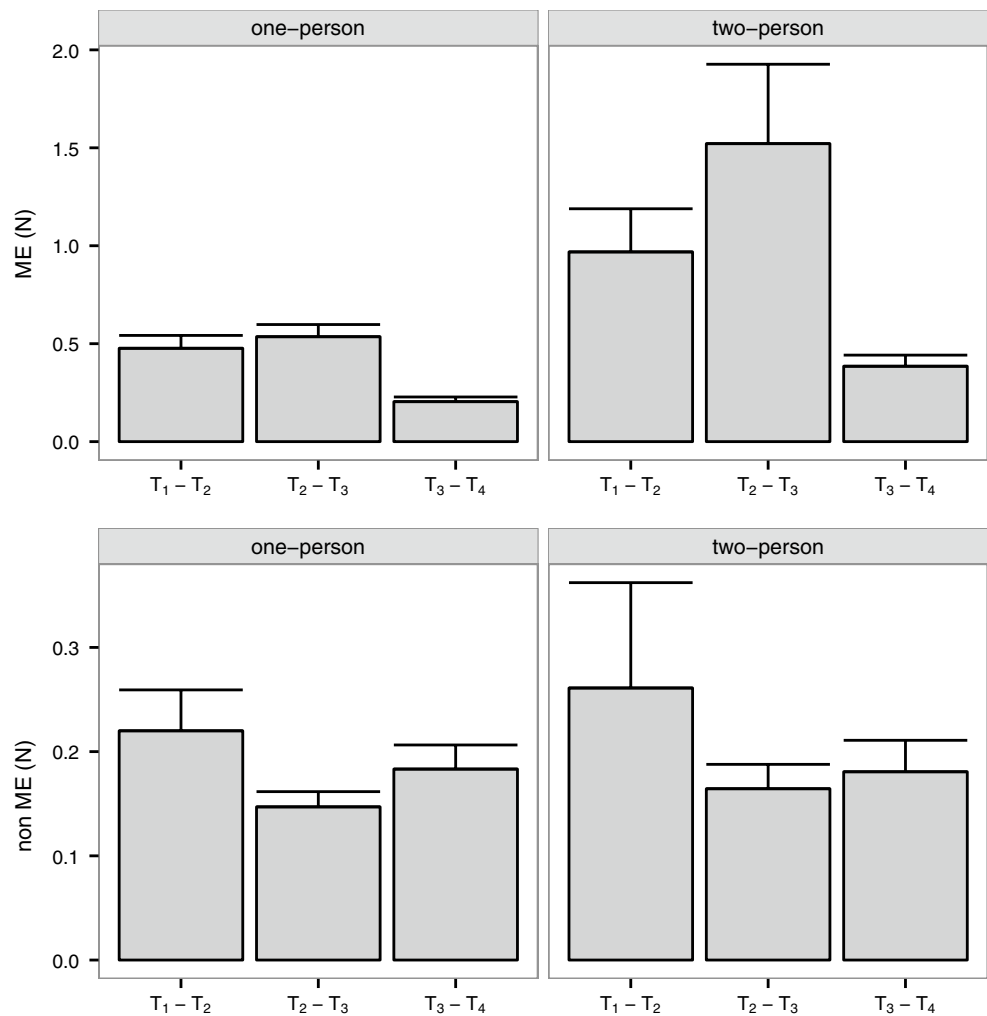 one−person two−person
2.0
1.5
1.0
0.5
0.0
ME (N)
T₁ − T₂ T₂ − T₃ T₃ − T₄ T₁ − T₂ T₂ − T₃ T₃ − T₄
one−person two−person
0.3
0.2
0.1
0.0
non ME (N)
T₁ − T₂ T₂ − T₃ T₃ − T₄ T₁ − T₂ T₂ − T₃ T₃ − T₄